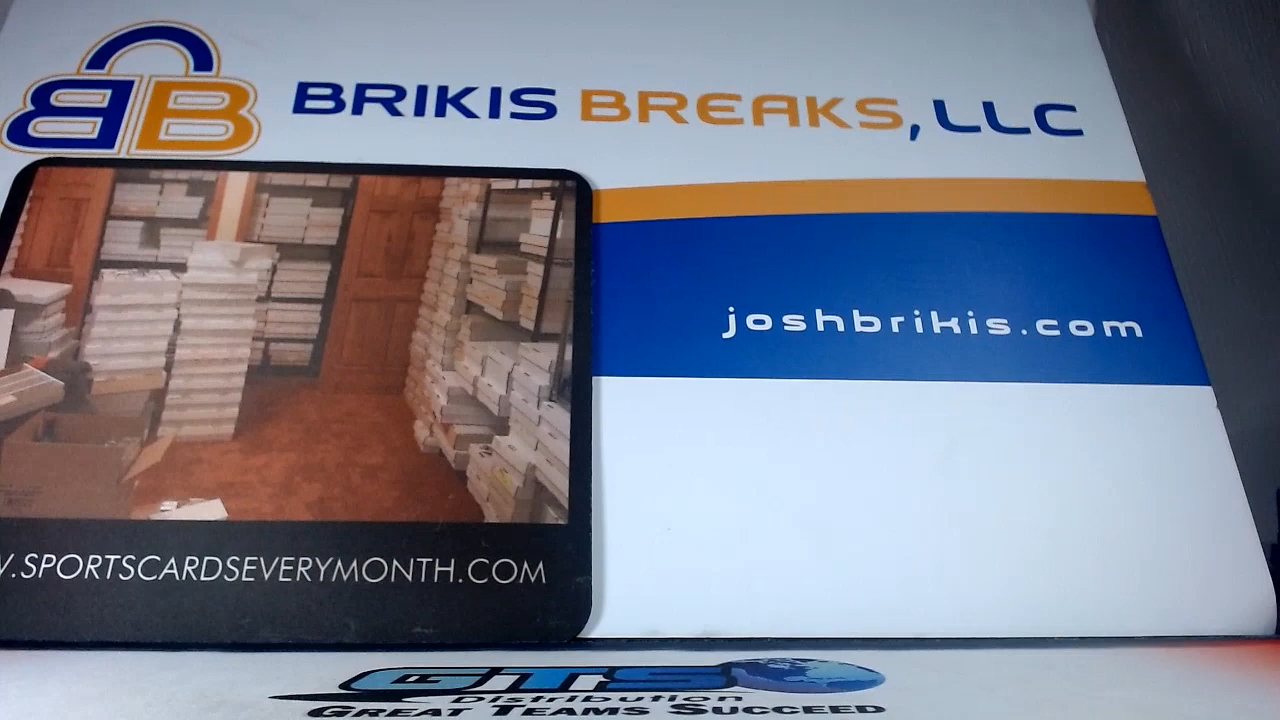 BB
BRIKIS BREAKS, LLC
joshbrikis.com
.SPORTSCARDSEVERYMONTH.COM
GTS
Distribution
GREAT TEAMS SUCCEED